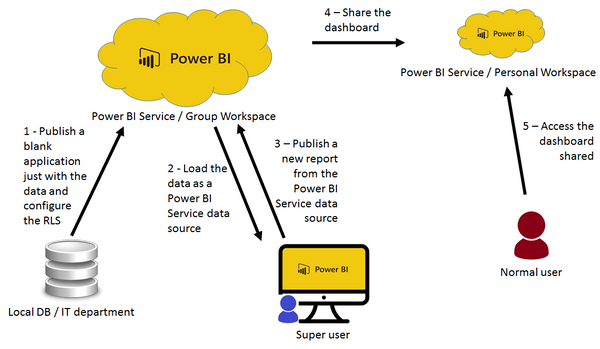 4 – Share the
dashboard
Power BI
Power BI
Power BI Service / Group Workspace
Power BI Service / Personal Workspace
1 - Publish a
blank
application
just with the
data and
configure
the RLS
2 - Load the
data as a
Power BI
Service data
source
3 – Publish a
new report
from the
Power BI
Service data
source
5 – Access the
dashboard
shared
Power BI
Local DB / IT department
Super user
Normal user